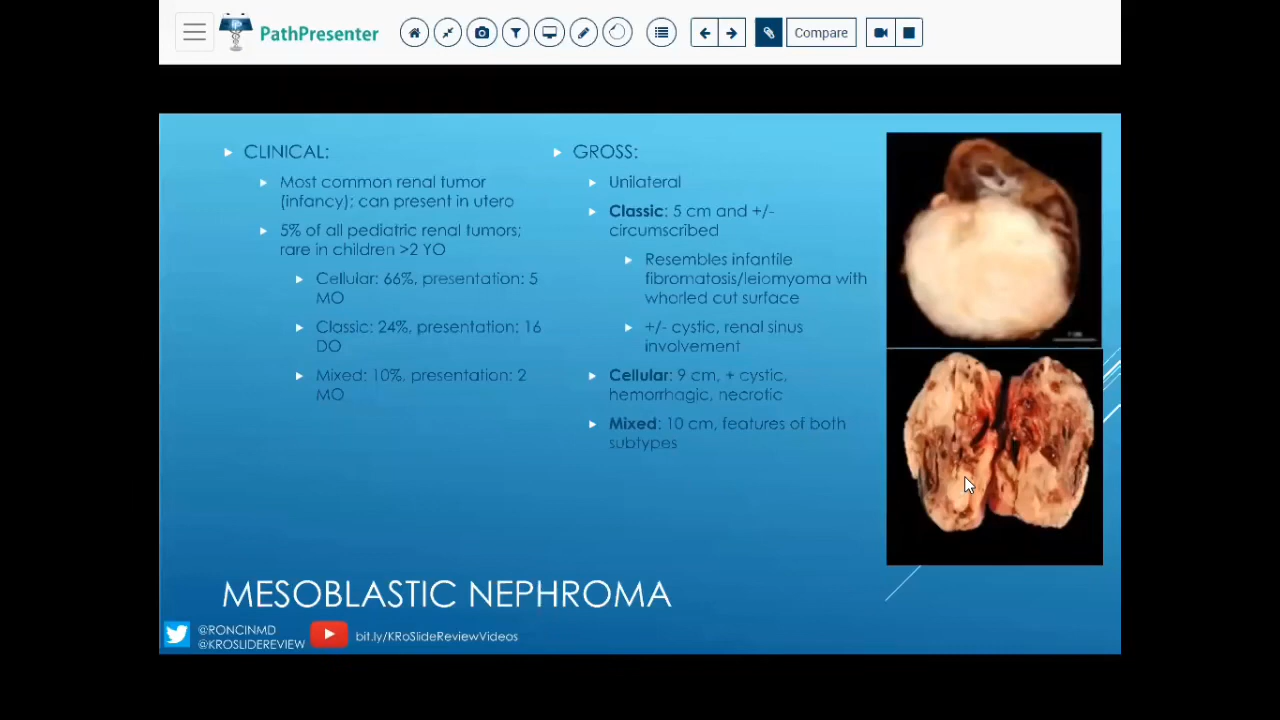 PathPresenter
Compare
CLINICAL:
Most common renal tumor
(infancy); can present in utero
5% of all pediatric renal tumors;
rare in children >2 YO
Cellular: 66%, presentation: 5
MO
Classic: 24%, presentation: 16
DO
Mixed: 10%, presentation: 2
MO
GROSS:
Unilateral
Classic: 5 cm and +/-
circumscribed
Resembles infantile
fibromatosis/leiomyoma with
whorled cut surface
+/- cystic, renal sinus
involvement
Cellular: 9 cm, + cystic,
hemorrhagic, necrotic
Mixed: 10 cm, features of both
subtypes
MESOBLASTIC NEPHROMA
@RONCINMD
@KROSLIDEREVIEW
bit.ly/KRoSlideReviewVideos